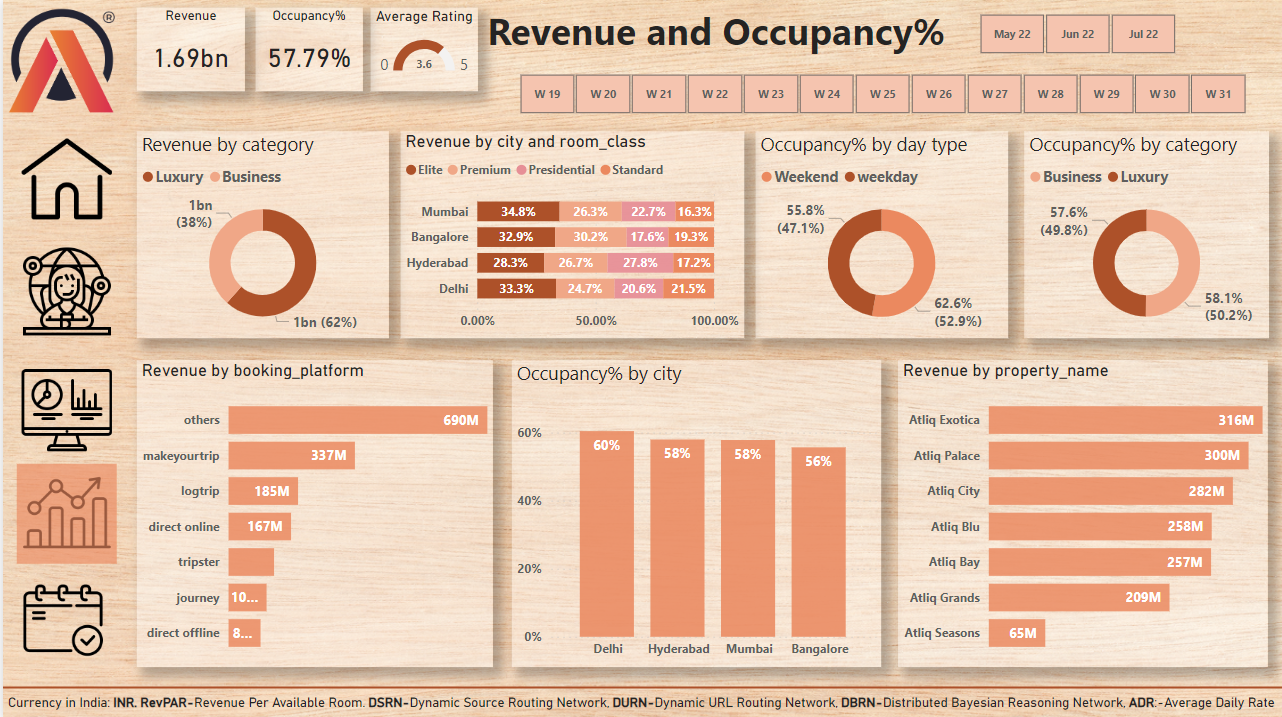 ®
Revenue
1.69bn
Occupancy%
57.79%
Average Rating
0 3.6 5
Revenue and Occupancy%
May 22 Jun 22 Jul 22
W 19 W 20 W 21 W 22 W 23 W 24 W 25 W 26 W 27 W 28 W 29 W 30 W 31
Revenue by category
Luxury Business
1bn
(38%)
1bn (62%)
Revenue by city and room_class
Elite Premium Presidential Standard
Mumbai 34.8% 26.3% 22.7% 16.3%
Bangalore 32.9% 30.2% 17.6% 19.3%
Hyderabad 28.3% 26.7% 27.8% 17.2%
Delhi 33.3% 24.7% 20.6% 21.5%
0.00% 50.00% 100.00%
Occupancy% by day type
Weekend weekday
55.8%
(47.1%)
62.6%
(52.9%)
Occupancy% by category
Business Luxury
57.6%
(49.8%)
58.1%
(50.2%)
Revenue by booking_platform
others 690M
makeyourtrip 337M
logtrip 185M
direct online 167M
tripster
journey 10...
direct offline 8...
Occupancy% by city
60%
40%
20%
0%
60% 58% 58% 56%
Delhi Hyderabad Mumbai Bangalore
Revenue by property_name
Atliq Exotica 316M
Atliq Palace 300M
Atliq City 282M
Atliq Blu 258M
Atliq Bay 257M
Atliq Grands 209M
Atliq Seasons 65M
Currency in India: INR. RevPAR-Revenue Per Available Room. DSRN-Dynamic Source Routing Network, DURN-Dynamic URL Routing Network, DBRN-Distributed Bayesian Reasoning Network, ADR:-Average Daily Rate